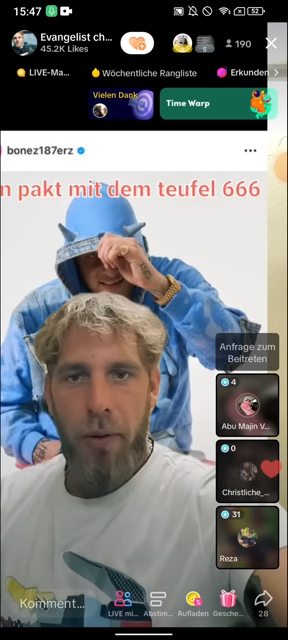 15:47
52
Evangelist ch...
45.2K Likes
5
190
LIVE-Ma...
Wöchentliche Rangliste
Erkunden
Vielen Dank
Time Warp
bonez187erz
n pakt mit dem teufel 666
Anfrage zum
Beitreten
4
Abu Majin V...
0
Christliche_...
31
Reza
Komment...
LIVE mi...
Abstim...
Aufladen
Gesche...
28